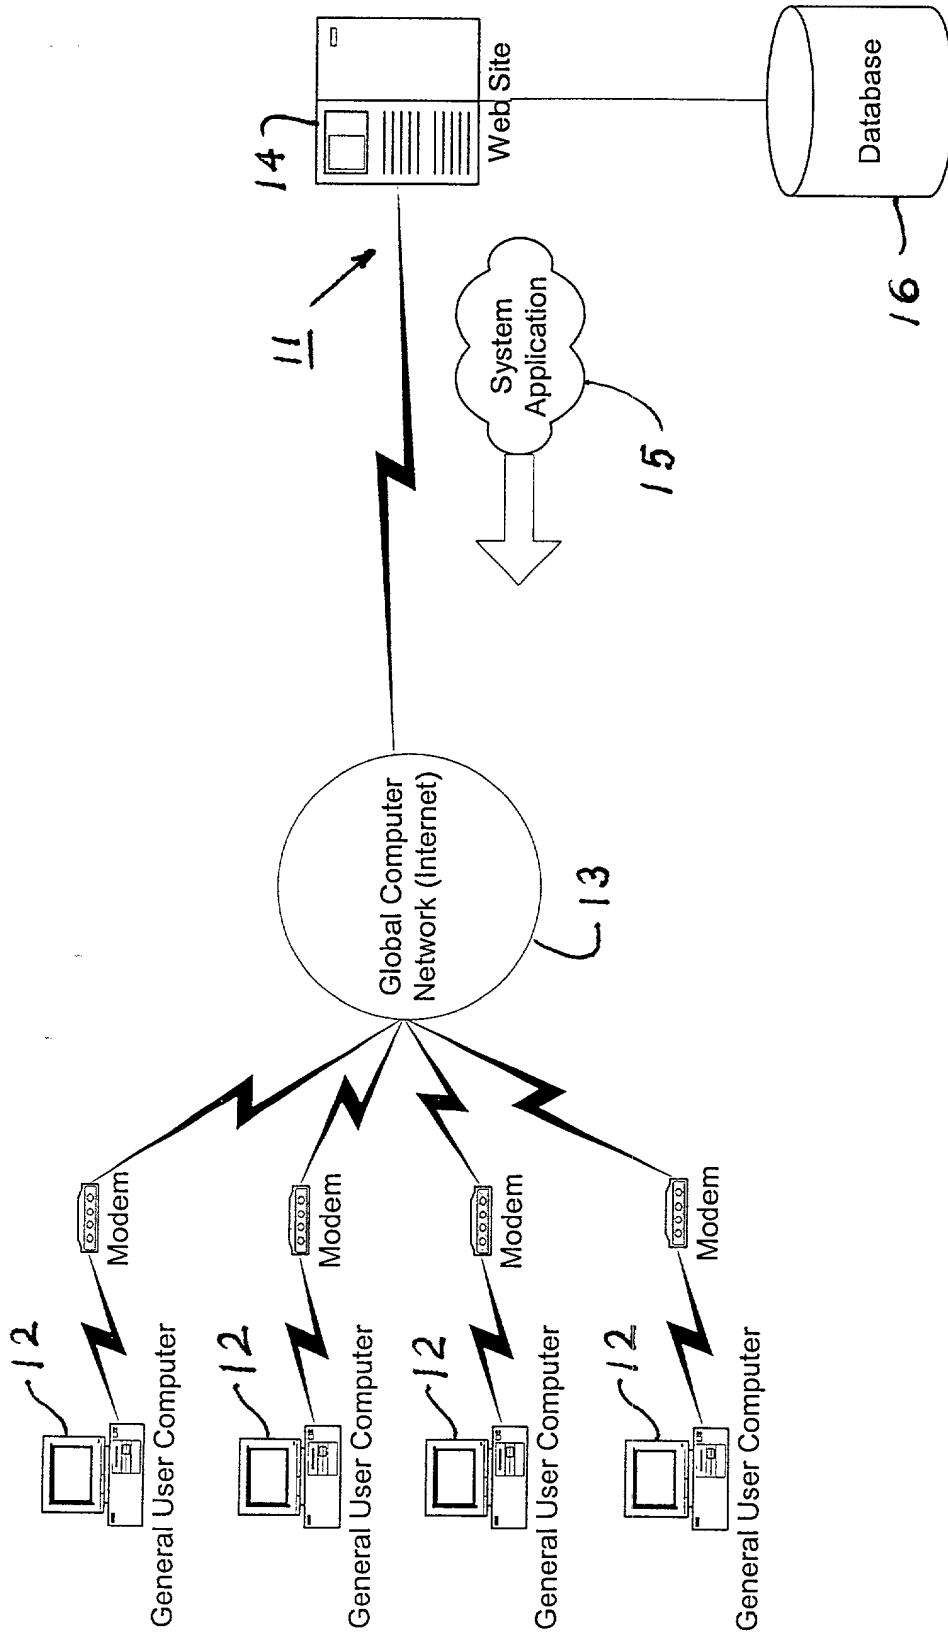 12
General User Computer
Modem
12
General User Computer
Modem
12
General User Computer
Modem
12
General User Computer
Modem
Global Computer
Network (Internet)
13
11
System
Application
15
14
Web Site
Database
16